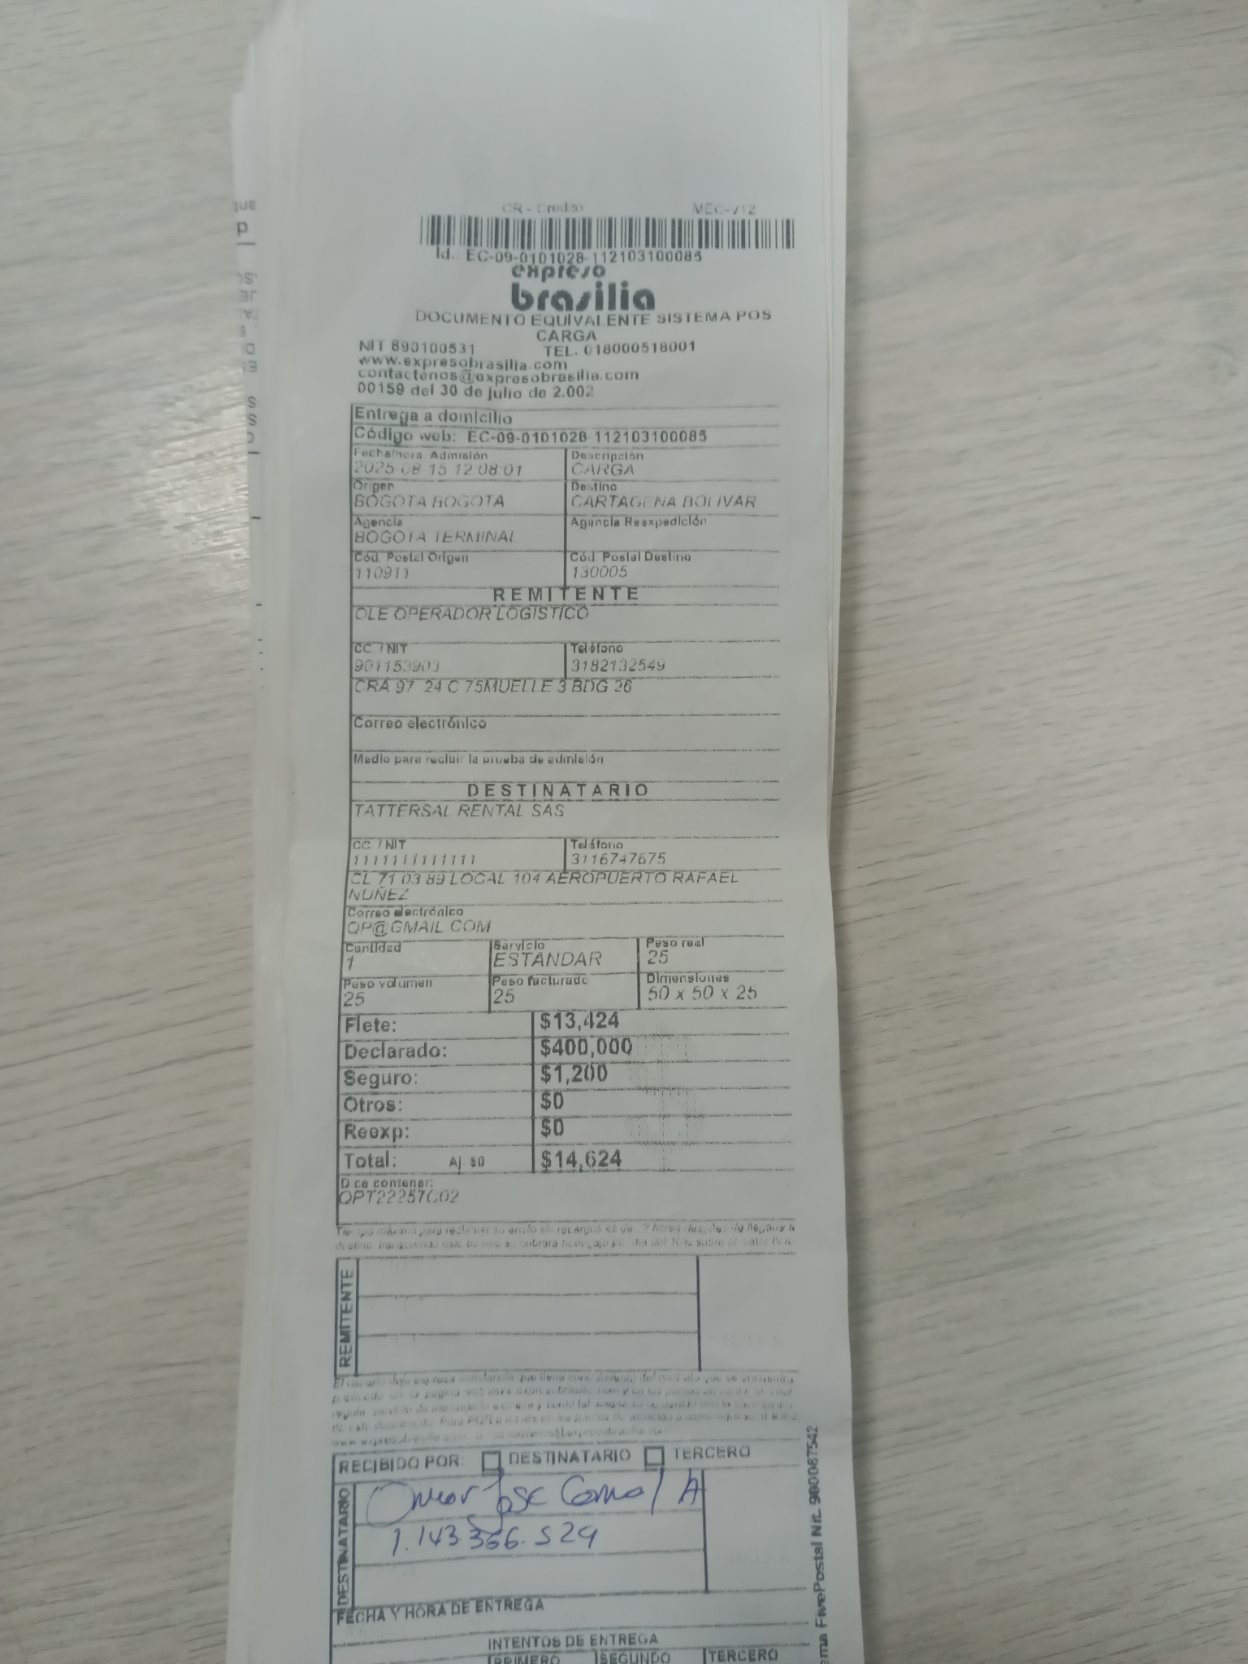 CR - Credito MEC-V12
Id.: EC-09-0101028-112103100085
expreso
brasilia
DOCUMENTO EQUIVALENTE SISTEMA POS
CARGA
NIT 890100531 TEL. 018000518001
www.expresobrasilia.com
contactenos@expresobrasilia.com
00159 del 30 de julio de 2.002
Entrega a domicilio
Código web: EC-09-0101028-112103100085
Fecha/hora Admisión Descripción
2025-08-15 12:08:01 CARGA
Origen Destino
BOGOTA BOGOTA CARTAGENA BOLIVAR
Agencia Agencia Reexpedición
BOGOTA TERMINAL
Cód. Postal Origen Cód. Postal Destino
110911 130005
REMITENTE
OLE OPERADOR LOGISTICO
CC. / NIT Teléfono
901153903 3182132549
CRA 97 24 C 75MUELLE 3 BDG 26
Correo electrónico
Medio para recibir la prueba de admisión
DESTINATARIO
TATTERSAL RENTAL SAS
CC. / NIT Teléfono
1111111111111 3116747675
CL 71 03 89 LOCAL 104 AEROPUERTO RAFAEL
NUÑEZ
Correo electrónico
QP@GMAIL.COM
Cantidad Servicio Peso real
1 ESTANDAR 25
Peso volumen Peso facturado Dimensiones
25 25 50 x 50 x 25
Flete: $13,424
Declarado: $400,000
Seguro: $1,200
Otros: $0
Reexp: $0
Total: Aj $0 $14,624
Dice contener:
QPT22257C02
REMITENTE
RECIBIDO POR: DESTINATARIO TERCERO
DESTINATARIO
Omar Jose A
1.143.366.529
FECHA Y HORA DE ENTREGA
INTENTOS DE ENTREGA
PRIMERO SEGUNDO TERCERO
FivePostal Nit. 900087542